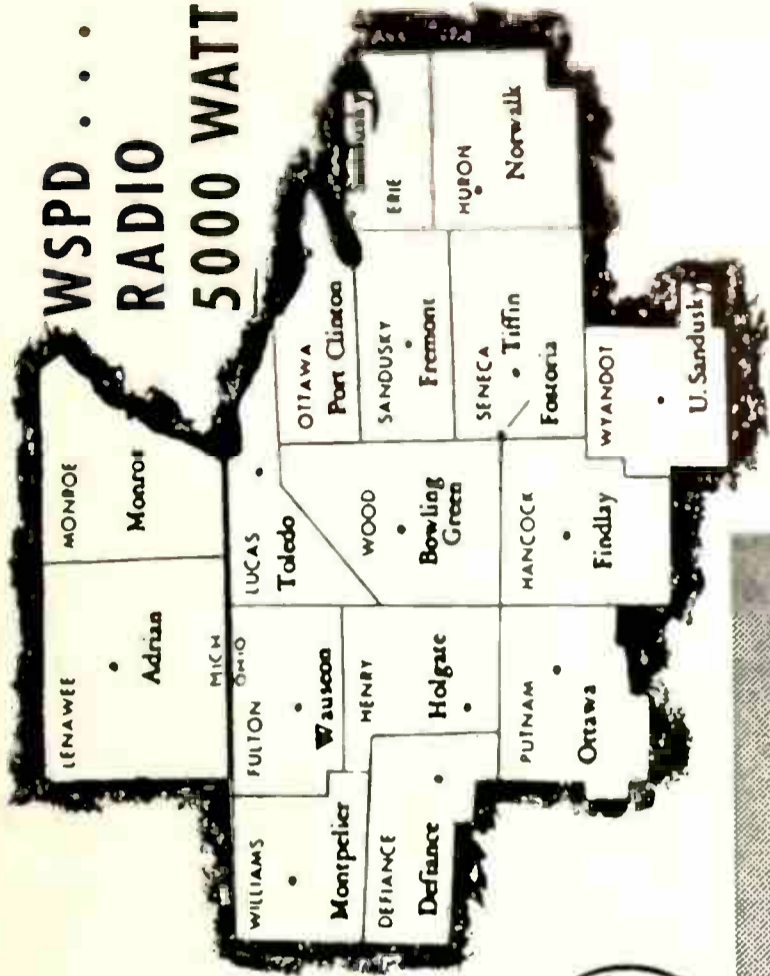 WSPD . . .
RADIO
5000 WATT
LENAWEE
Adrian
MONROE
Monroe
MICH
OHIO
WILLIAMS
Montpelier
FULTON
Wauseon
LUCAS
Toledo
OTTAWA
Port Clinton
ERIE
DEFIANCE
Defiance
HENRY
Holgate
WOOD
Bowling
Green
SANDUSKY
Fremont
HURON
Norwalk
SENECA
Tiffin
Fostoria
PUTNAM
Ottawa
HANCOCK
Findlay
WYANDOT
U. Sandusky